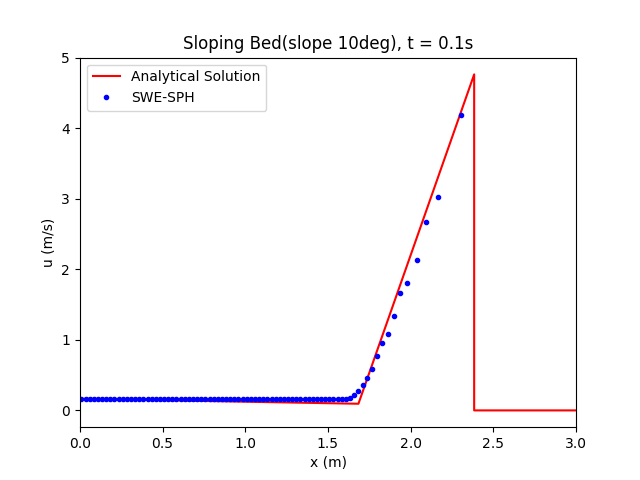 Sloping Bed(slope 10deg), t = 0.1s
Analytical Solution
SWE-SPH
u (m/s)
5
4
3
2
1
0
0.0 0.5 1.0 1.5 2.0 2.5 3.0
x (m)